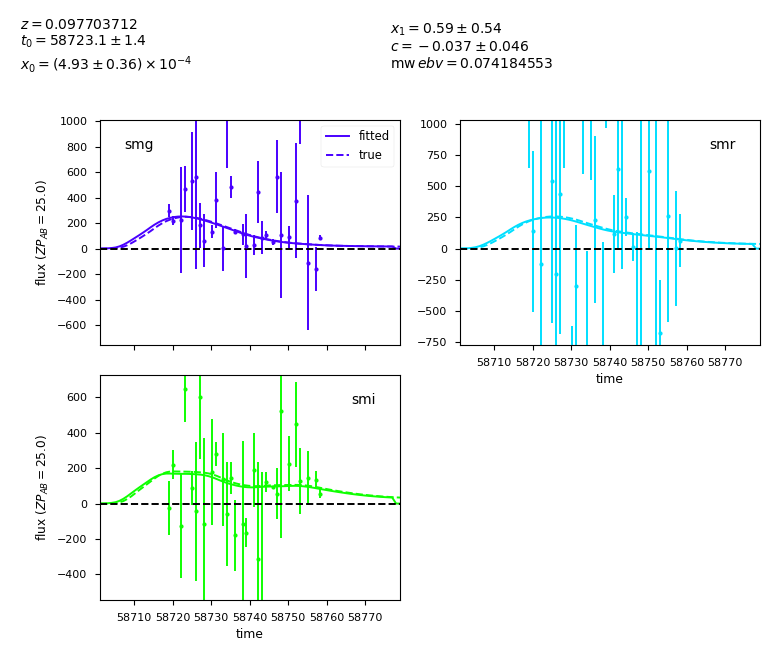 z = 0.097703712
t₀ = 58723.1 ± 1.4
x₀ = (4.93 ± 0.36) × 10⁻⁴
x₁ = 0.59 ± 0.54
c = −0.037 ± 0.046
mw ebv = 0.074184553
smg
fitted
true
1000
800
600
400
200
0
−200
−400
−600
flux (ZP_AB = 25.0)
smr
1000
750
500
250
0
−250
−500
−750
58710 58720 58730 58740 58750 58760 58770
time
smi
600
400
200
0
−200
−400
flux (ZP_AB = 25.0)
58710 58720 58730 58740 58750 58760 58770
time